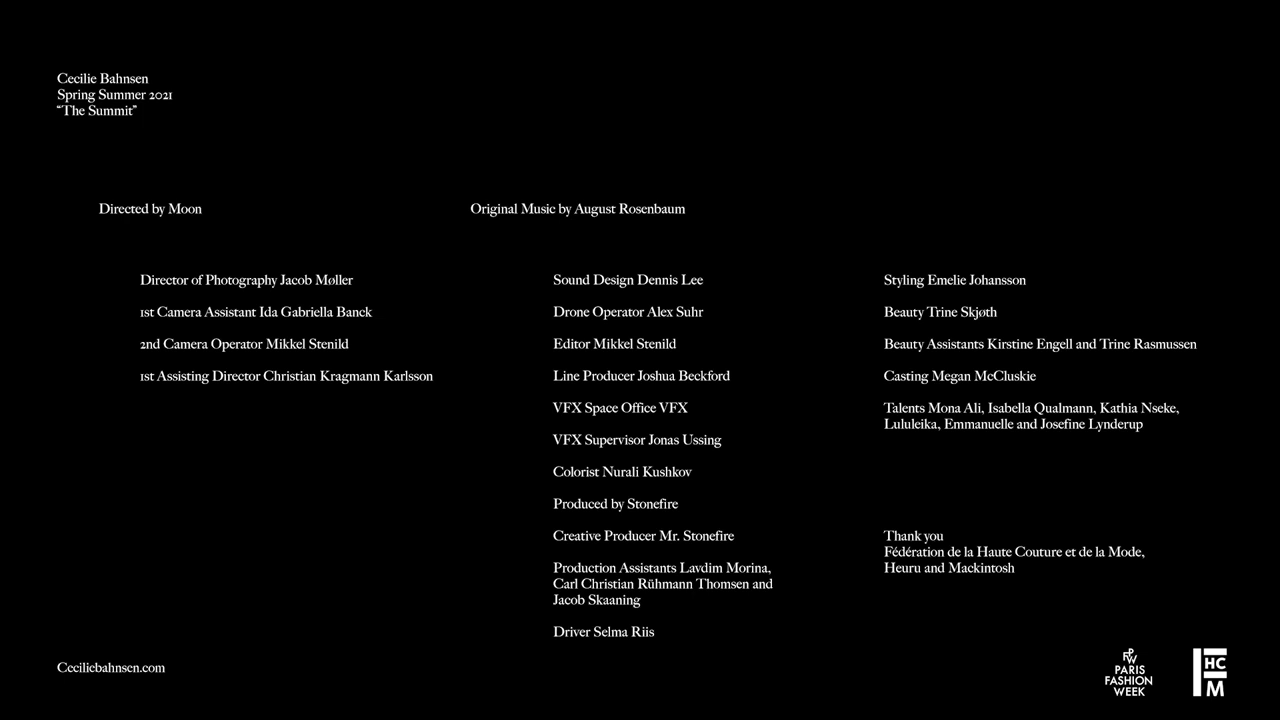 Cecilie Bahnsen
Spring Summer 2021
“The Summit”
Directed by Moon
Original Music by August Rosenbaum
Director of Photography Jacob Møller
1st Camera Assistant Ida Gabriella Banck
2nd Camera Operator Mikkel Stenild
1st Assisting Director Christian Kragmann Karlsson
Sound Design Dennis Lee
Drone Operator Alex Suhr
Editor Mikkel Stenild
Line Producer Joshua Beckford
VFX Space Office VFX
VFX Supervisor Jonas Ussing
Colorist Nurali Kushkov
Produced by Stonefire
Creative Producer Mr. Stonefire
Production Assistants Lavdim Morina,
Carl Christian Rühmann Thomsen and
Jacob Skaaning
Driver Selma Riis
Styling Emelie Johansson
Beauty Trine Skjøth
Beauty Assistants Kirstine Engell and Trine Rasmussen
Casting Megan McCluskie
Talents Mona Ali, Isabella Qualmann, Kathia Nseke,
Lululeika, Emmanuelle and Josefine Lynderup
Thank you
Fédération de la Haute Couture et de la Mode,
Heuru and Mackintosh
Ceciliebahnsen.com
PFW
PARIS
FASHION
WEEK
HC
M